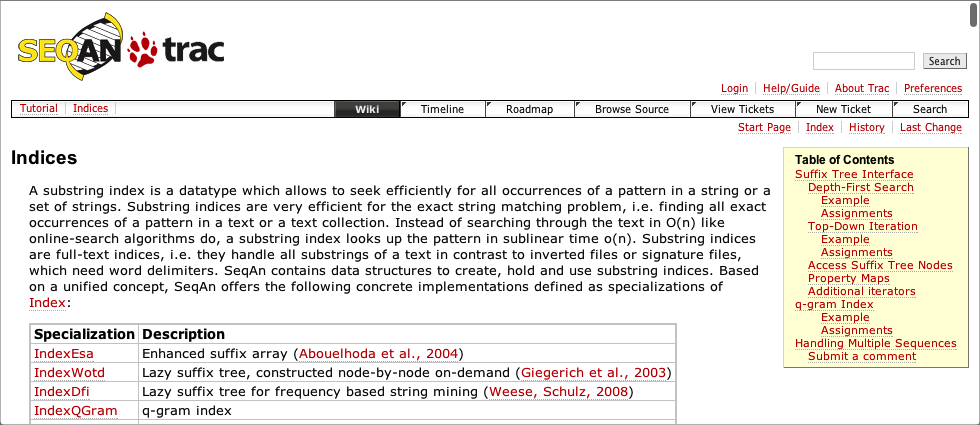 SEQAN trac
Search
Login Help/Guide About Trac Preferences
Tutorial Indices Wiki Timeline Roadmap Browse Source View Tickets New Ticket Search
Start Page Index History Last Change
Indices
A substring index is a datatype which allows to seek efficiently for all occurrences of a pattern in a string or a
set of strings. Substring indices are very efficient for the exact string matching problem, i.e. finding all exact
occurrences of a pattern in a text or a text collection. Instead of searching through the text in O(n) like
online-search algorithms do, a substring index looks up the pattern in sublinear time o(n). Substring indices
are full-text indices, i.e. they handle all substrings of a text in contrast to inverted files or signature files,
which need word delimiters. SeqAn contains data structures to create, hold and use substring indices. Based
on a unified concept, SeqAn offers the following concrete implementations defined as specializations of
Index:
Specialization Description
IndexEsa Enhanced suffix array (Abouelhoda et al., 2004)
IndexWotd Lazy suffix tree, constructed node-by-node on-demand (Giegerich et al., 2003)
IndexDfi Lazy suffix tree for frequency based string mining (Weese, Schulz, 2008)
IndexQGram q-gram index
Table of Contents
Suffix Tree Interface
Depth-First Search
Example
Assignments
Top-Down Iteration
Example
Assignments
Access Suffix Tree Nodes
Property Maps
Additional iterators
q-gram Index
Example
Assignments
Handling Multiple Sequences
Submit a comment